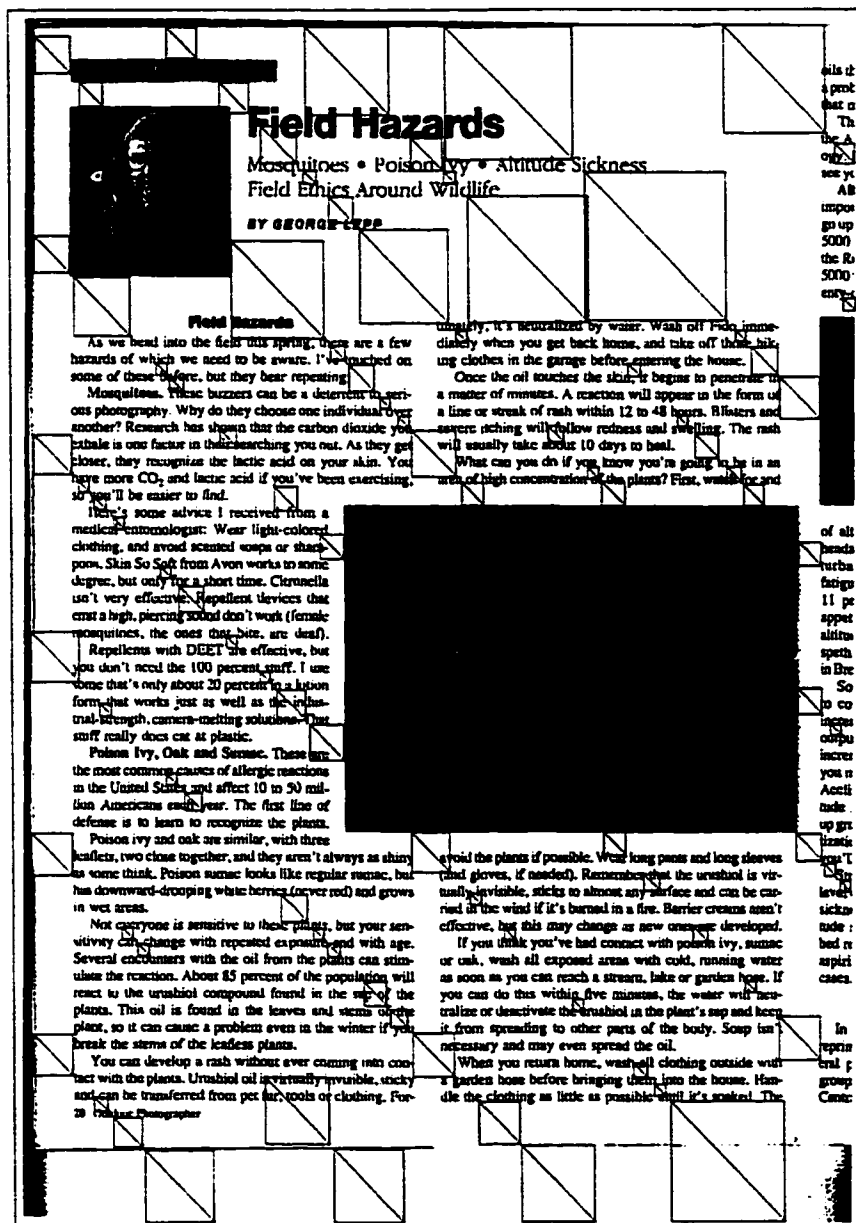 Field Hazards
Mosquitoes • Poison Ivy • Altitude Sickness
Field Ethics Around Wildlife
BY GEORGE LEPP
Field Hazards
As we head into the field this spring, there are a few
hazards of which we need to be aware. I've touched on
some of these before, but they bear repeating.
Mosquitoes. These buzzers can be a deterrent to seri-
ous photography. Why do they choose one individual over
another? Research has shown that the carbon dioxide you
exhale is one factor in their searching you out. As they get
closer, they recognize the lactic acid on your skin. You
have more CO₂ and lactic acid if you've been exercising,
so you'll be easier to find.
Here's some advice I received from a
medical entomologist: Wear light-colored
clothing, and avoid scented soaps or sham-
poos. Skin So Soft from Avon works to some
degree, but only for a short time. Citronella
isn't very effective. Repellent devices that
emit a high, piercing sound don't work (female
mosquitoes, the ones that bite, are deaf).
Repellents with DEET are effective, but
you don't need the 100 percent stuff. I use
some that's only about 20 percent in a lotion
form that works just as well as the indus-
trial-strength, camera-melting solutions. That
stuff really does eat at plastic.
Poison Ivy, Oak and Sumac. These are
the most common causes of allergic reactions
in the United States and affect 10 to 50 mil-
lion Americans each year. The first line of
defense is to learn to recognize the plants.
Poison ivy and oak are similar, with three
leaflets, two close together, and they aren't always as shiny
as some think. Poison sumac looks like regular sumac, but
has downward-drooping white berries (never red) and grows
in wet areas.
Not everyone is sensitive to these plants, but your sen-
sitivity can change with repeated exposure and with age.
Several encounters with the oil from the plants can stim-
ulate the reaction. About 85 percent of the population will
react to the urushiol compound found in the sap of the
plants. This oil is found in the leaves and stems of the
plant, so it can cause a problem even in the winter if you
break the stems of the leafless plants.
You can develop a rash without ever coming into con-
tact with the plants. Urushiol oil is virtually invisible, sticky
and can be transferred from pet fur, tools or clothing. For-
28 Outdoor Photographer
tunately, it's neutralized by water. Wash off Fido imme-
diately when you get back home, and take off those hik-
ing clothes in the garage before entering the house.
Once the oil touches the skin, it begins to penetrate in
a matter of minutes. A reaction will appear in the form of
a line or streak of rash within 12 to 48 hours. Blisters and
severe itching will follow redness and swelling. The rash
will usually take about 10 days to heal.
What can you do if you know you're going to be in an
area of high concentration of the plants? First, watch for and
avoid the plants if possible. Wear long pants and long sleeves
(and gloves, if needed). Remember that the urushiol is vir-
tually invisible, sticks to almost any surface and can be car-
ried in the wind if it's burned in a fire. Barrier creams aren't
effective, but this may change as new ones are developed.
If you think you've had contact with poison ivy, sumac
or oak, wash all exposed areas with cold, running water
as soon as you can reach a stream, lake or garden hose. If
you can do this within five minutes, the water will neu-
tralize or deactivate the urushiol in the plant's sap and keep
it from spreading to other parts of the body. Soap isn't
necessary and may even spread the oil.
When you return home, wash all clothing outside with
a garden hose before bringing them into the house. Han-
dle the clothing as little as possible until it's soaked. The